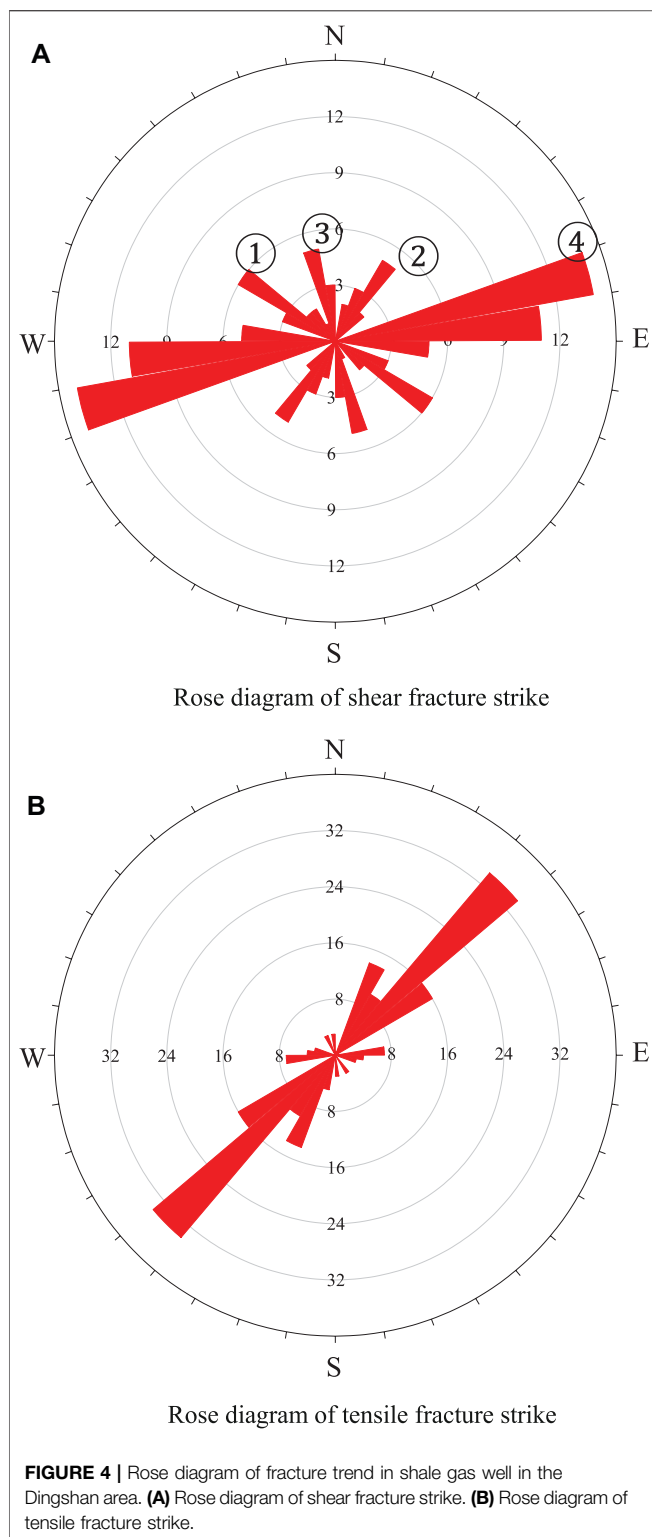 A
N
12
9
6
3
①
③
②
④
W
12
9
6
6
9
12
E
3
6
9
12
S
Rose diagram of shear fracture strike
B
N
32
24
16
8
W
32
24
16
8
8
16
24
32
E
8
16
24
32
S
Rose diagram of tensile fracture strike
FIGURE 4 | Rose diagram of fracture trend in shale gas well in the
Dingshan area. (A) Rose diagram of shear fracture strike. (B) Rose diagram of
tensile fracture strike.